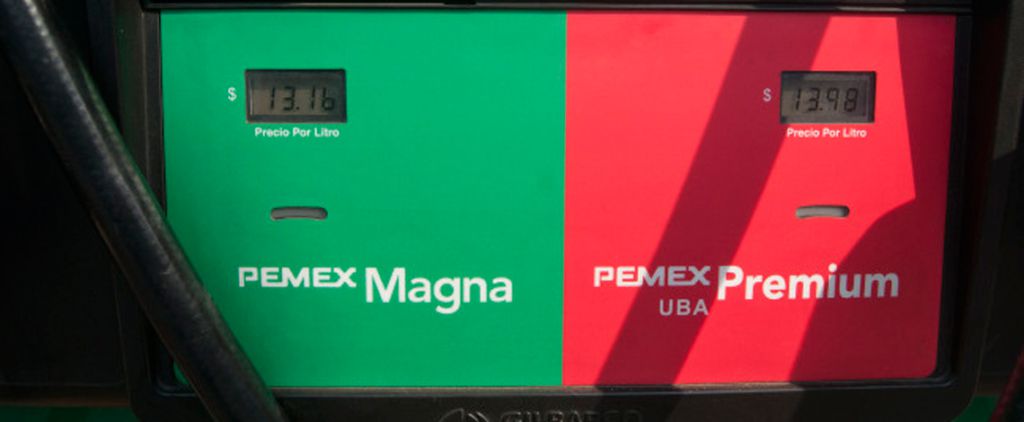 $ 13.16
Precio Por Litro
PEMEX Magna
$ 13.98
Precio Por Litro
PEMEX Premium
UBA